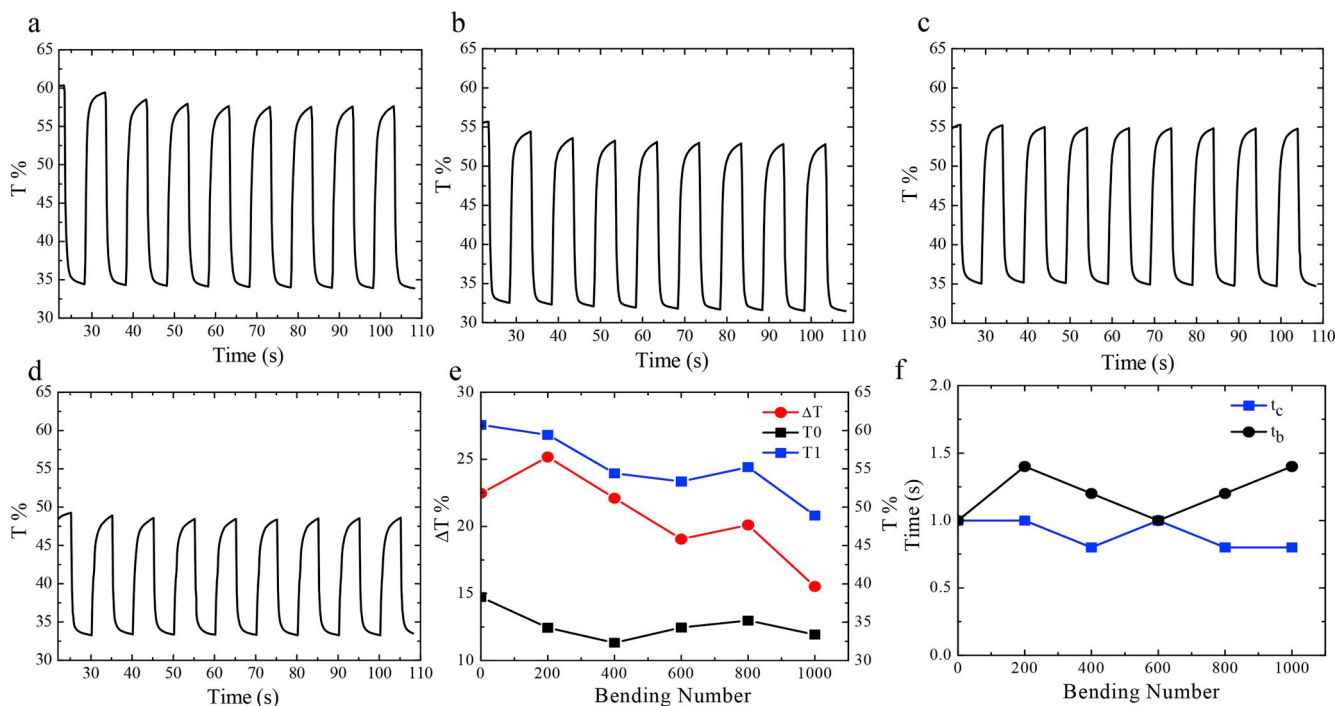 a
65
60
55
50
45
40
35
30
T %
30 40 50 60 70 80 90 100 110
Time (s)
b
65
60
55
50
45
40
35
30
T %
30 40 50 60 70 80 90 100 110
Time (s)
c
65
60
55
50
45
40
35
30
T %
30 40 50 60 70 80 90 100 110
Time (s)
d
65
60
55
50
45
40
35
30
T %
30 40 50 60 70 80 90 100 110
Time (s)
e
30
25
20
15
10
ΔT %
ΔT
T0
T1
65
60
55
50
45
40
35
30
T %
0 200 400 600 800 1000
Bending Number
f
2.0
1.5
1.0
0.5
0.0
Time (s)
tc
tb
0 200 400 600 800 1000
Bending Number